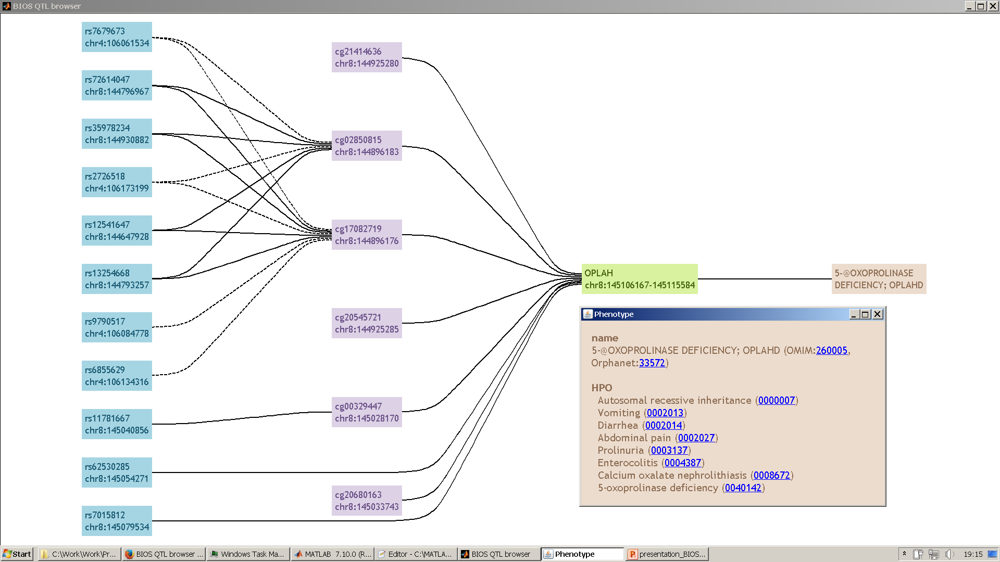 BIOS QTL browser
rs7679673
chr4:106061534
rs72614047
chr8:144796967
rs35978234
chr8:144930882
rs2726518
chr4:106173199
rs12541647
chr8:144647928
rs13254668
chr8:144793257
rs9790517
chr4:106084778
rs6855629
chr4:106134316
rs11781667
chr8:145040856
rs62530285
chr8:145054271
rs7015812
chr8:145079534
cg21414636
chr8:144925280
cg02850815
chr8:144896183
cg17082719
chr8:144896176
cg20545721
chr8:144925285
cg00329447
chr8:145028170
cg20680163
chr8:145033743
OPLAH
chr8:145106167-145115584
5-@OXOPROLINASE
DEFICIENCY; OPLAHD
Phenotype
name
5-@OXOPROLINASE DEFICIENCY; OPLAHD (OMIM:260005,
Orphanet:33572)
HPO
Autosomal recessive inheritance (0000007)
Vomiting (0002013)
Diarrhea (0002014)
Abdominal pain (0002027)
Prolinuria (0003137)
Enterocolitis (0004387)
Calcium oxalate nephrolithiasis (0008672)
5-oxoprolinase deficiency (0040142)
Start
C:\Work\Work\Pr...
BIOS QTL browser ...
Windows Task Ma...
MATLAB 7.10.0 (R...
Editor - C:\MATLA...
BIOS QTL browser
Phenotype
presentation_BIOS...
19:15